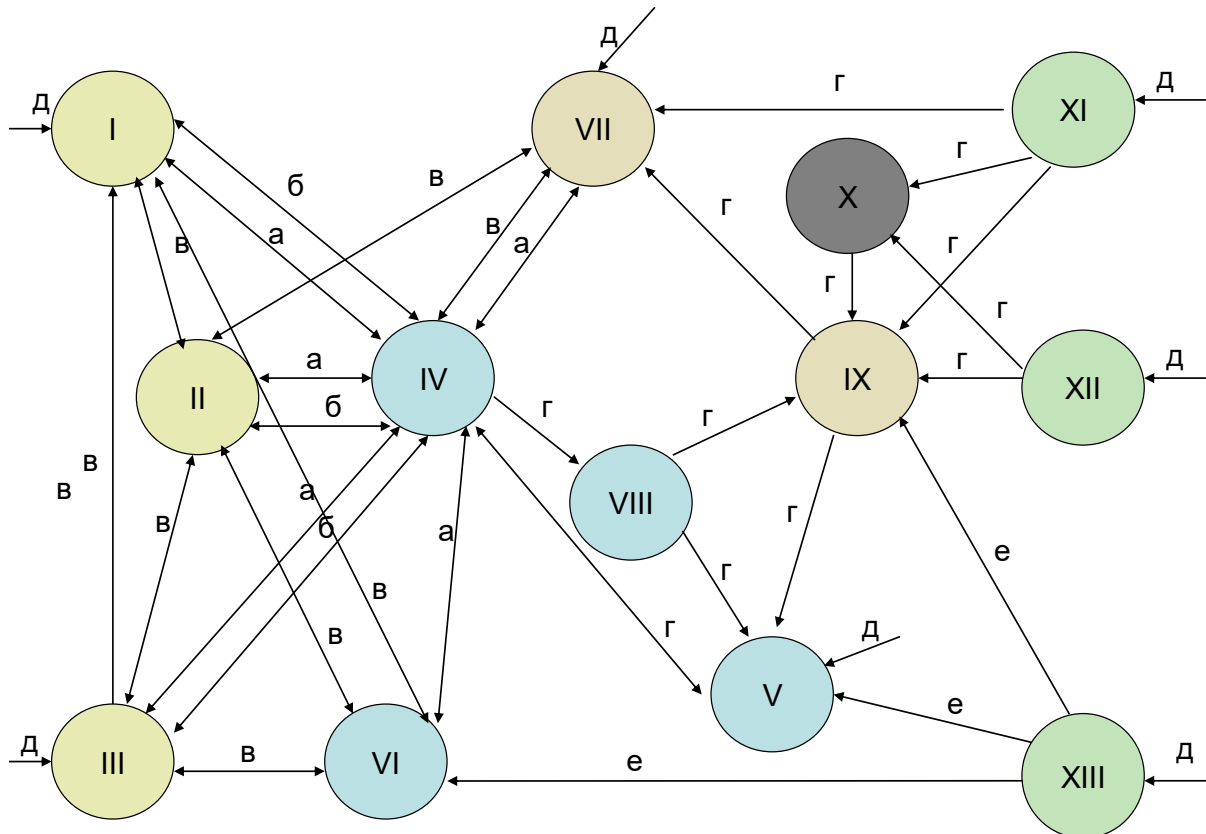 д
д
I
VII
г
XI
д
г
X
б
в
г
в
а
а
в
г
г
г
г
д
II
а
IV
IX
XII
б
г
г
в
в
в
а
б
а
VIII
г
е
г
в
в
г
д
V
е
д
III
в
VI
е
д
XIII